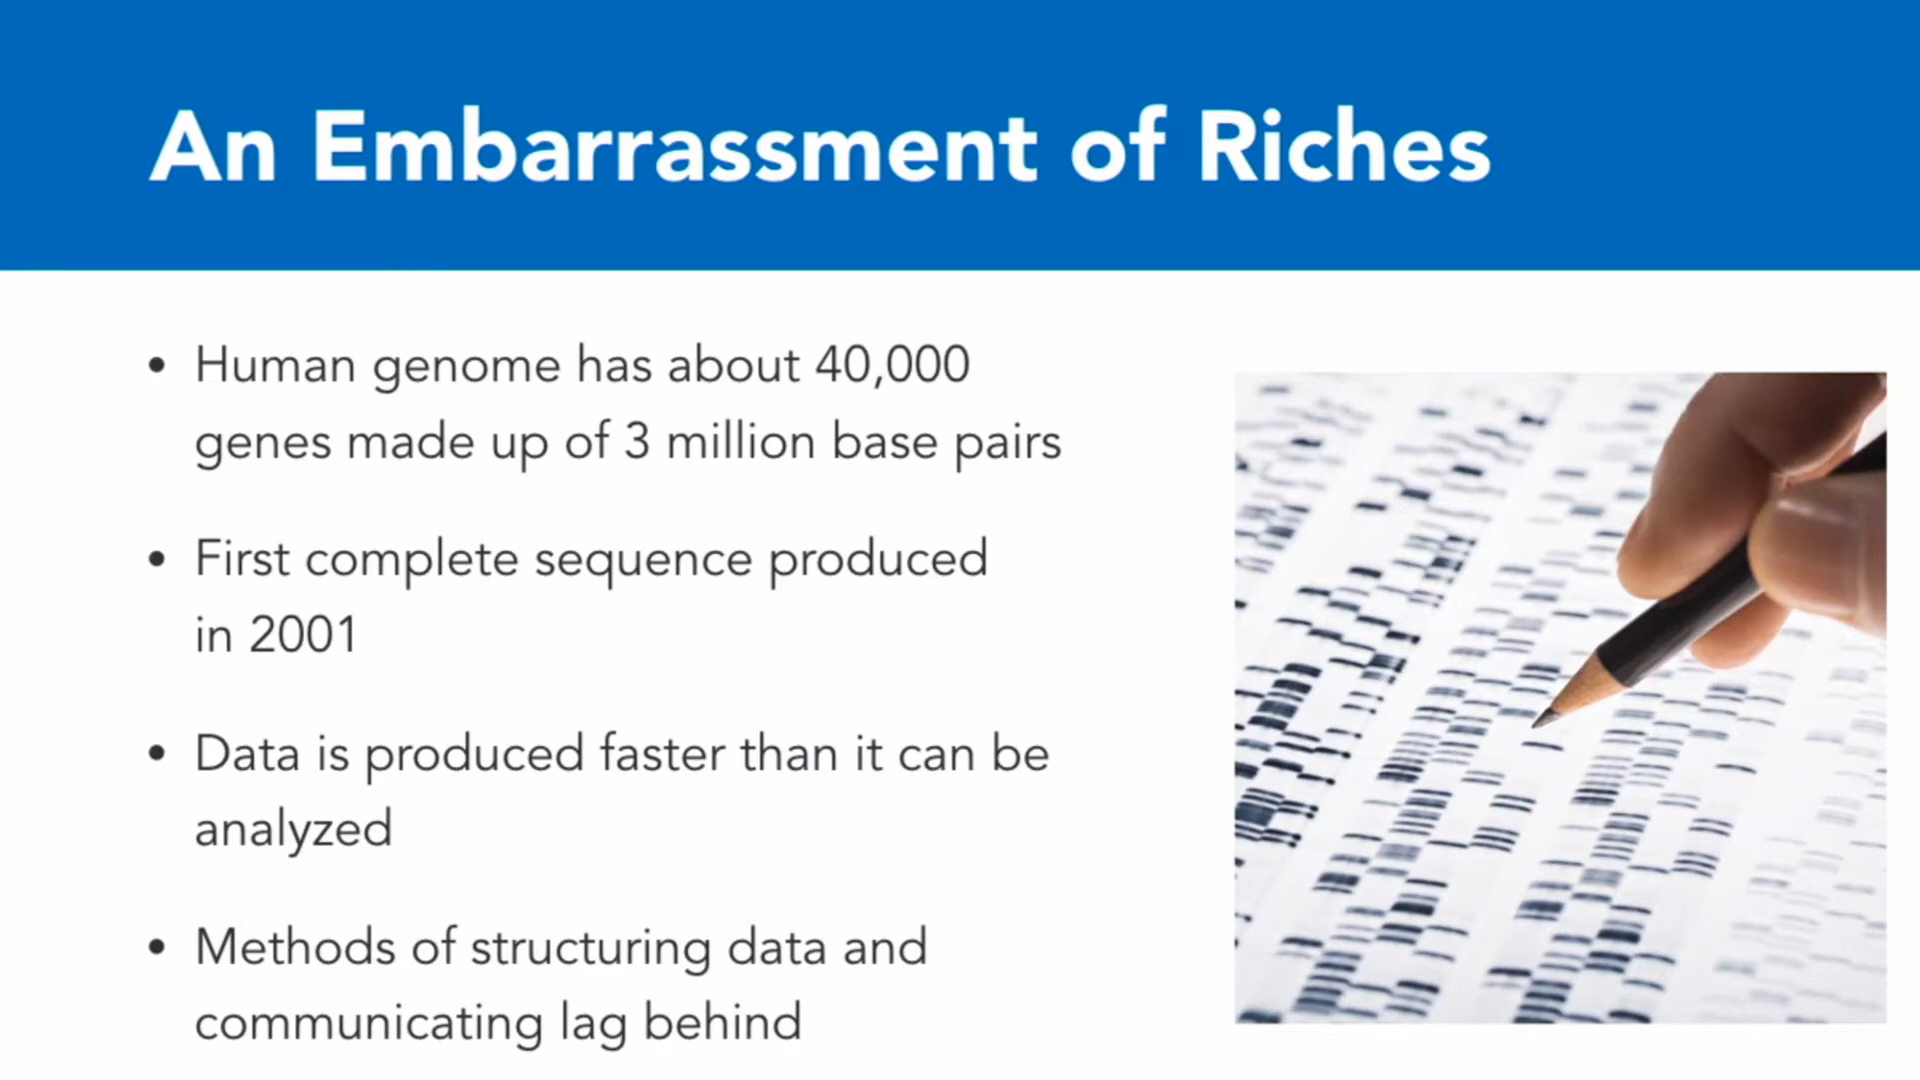 An Embarrassment of Riches
• Human genome has about 40,000
genes made up of 3 million base pairs
• First complete sequence produced
in 2001
• Data is produced faster than it can be
analyzed
• Methods of structuring data and
communicating lag behind